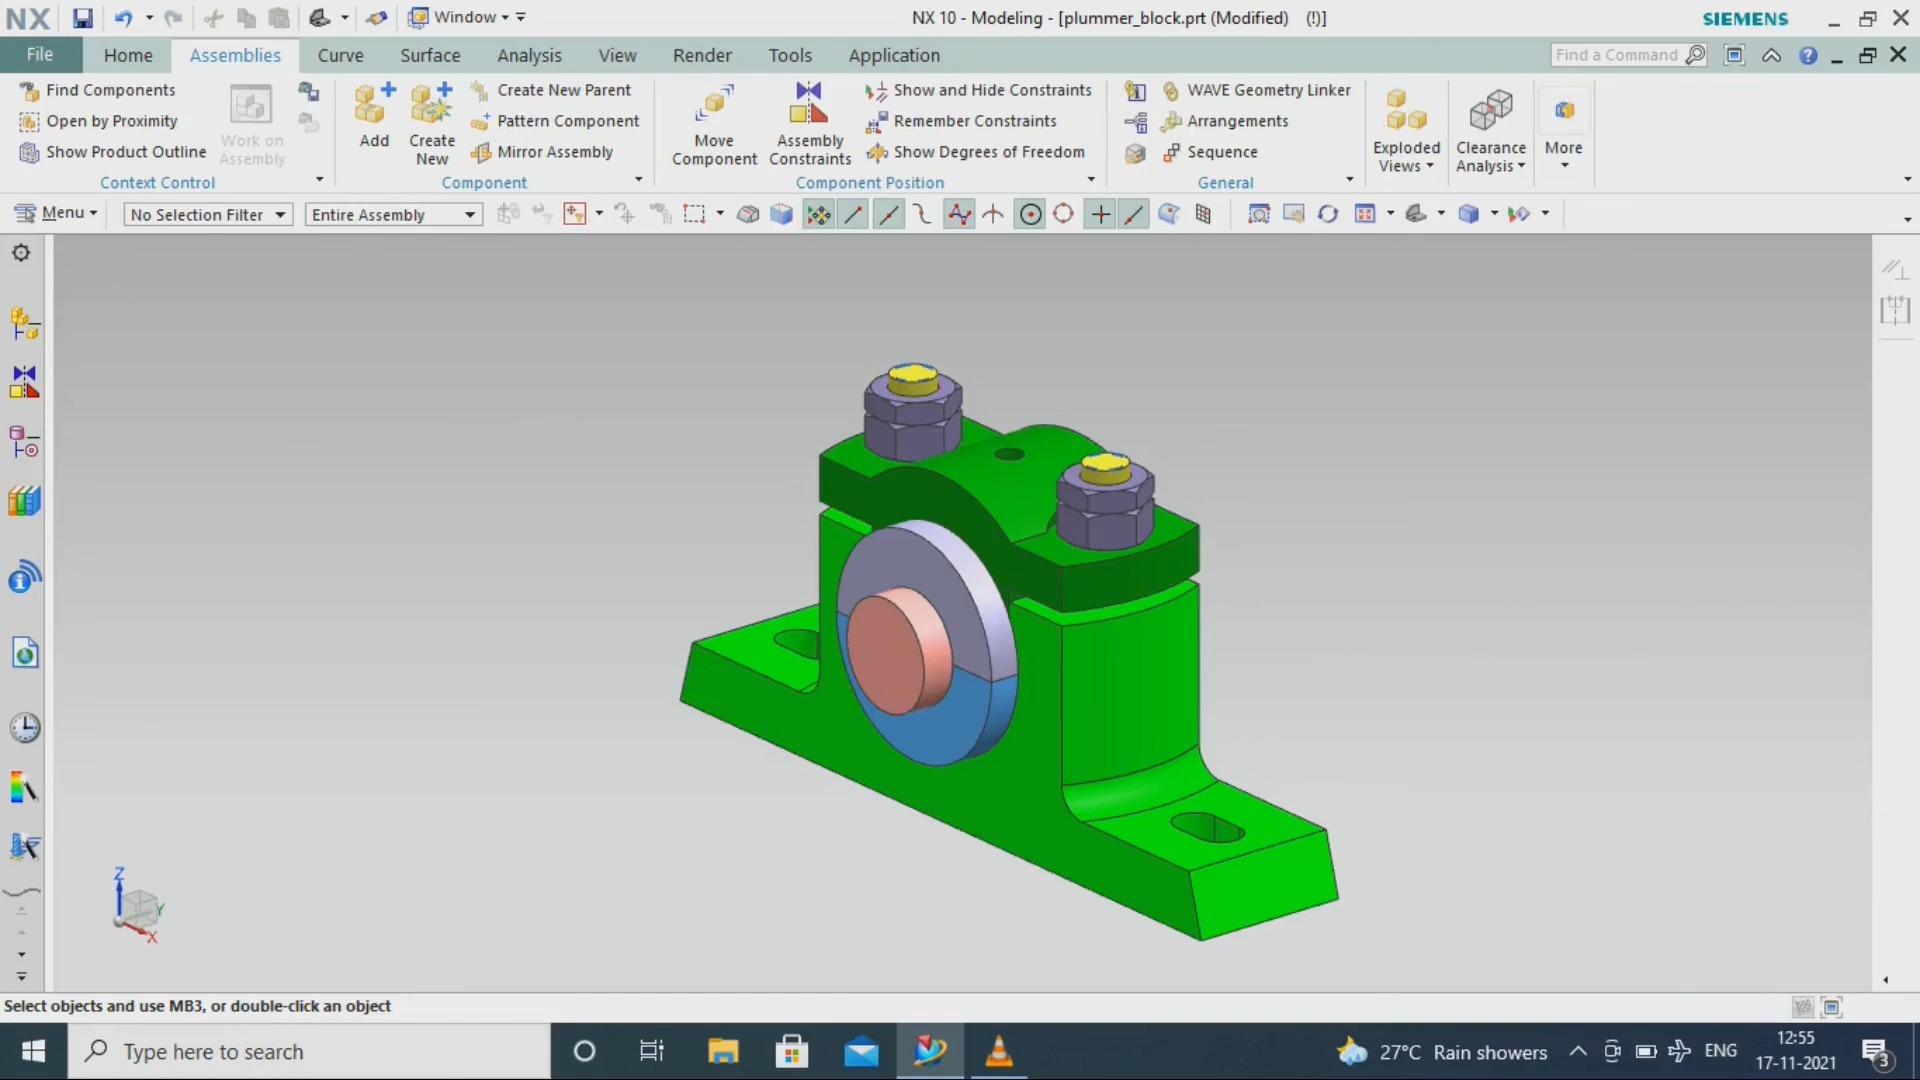 NX
Window
NX 10 - Modeling - [plummer_block.prt (Modified) (!)]
SIEMENS
File
Home
Assemblies
Curve
Surface
Analysis
View
Render
Tools
Application
Find a Command
Find Components
Open by Proximity
Show Product Outline
Work on Assembly
Context Control
Add
Create New
Create New Parent
Pattern Component
Mirror Assembly
Component
Move Component
Assembly Constraints
Show and Hide Constraints
Remember Constraints
Show Degrees of Freedom
Component Position
WAVE Geometry Linker
Arrangements
Sequence
General
Exploded Views
Clearance Analysis
More
Menu
No Selection Filter
Entire Assembly
Z
Y
X
Select objects and use MB3, or double-click an object
Type here to search
27°C Rain showers
ENG
12:55
17-11-2021
3